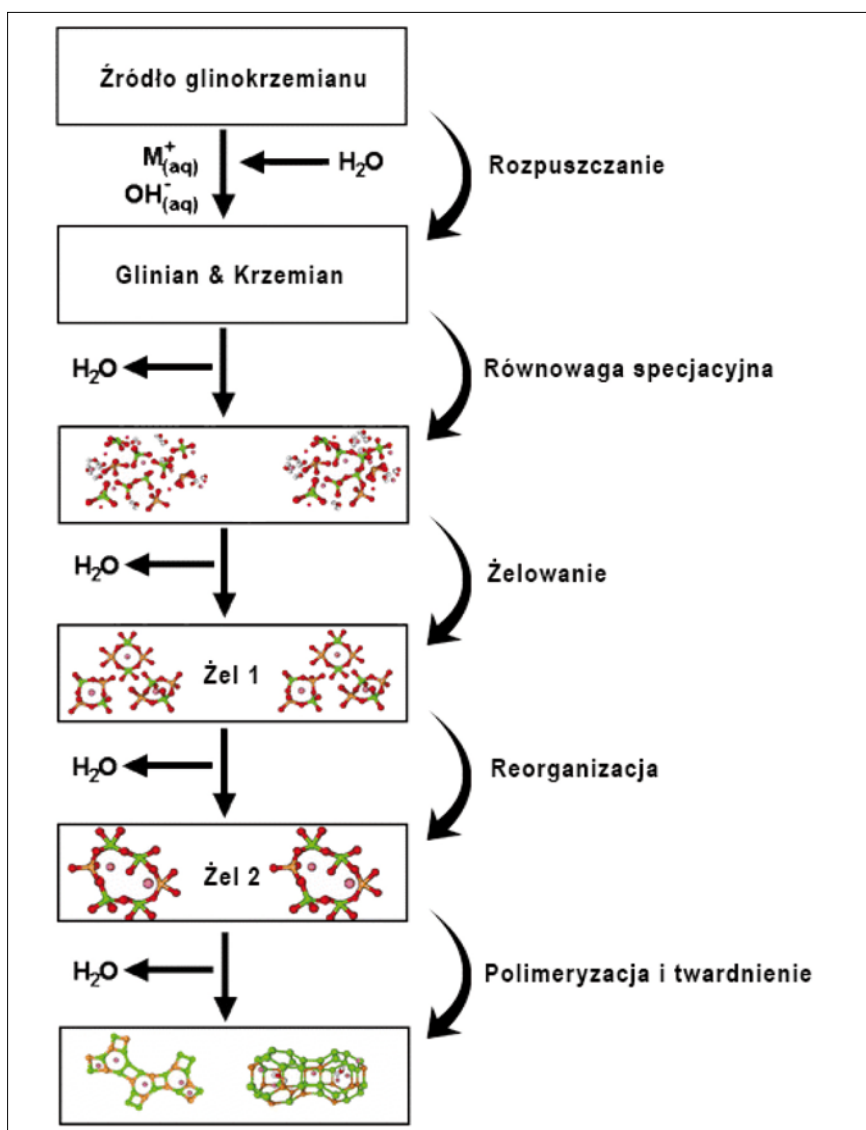 Źródło glinokrzemianu
M⁺(aq)
H₂O
OH⁻(aq)
Rozpuszczanie
Glinian & Krzemian
H₂O
Równowaga specjacyjna
H₂O
Żelowanie
Żel 1
H₂O
Reorganizacja
Żel 2
H₂O
Polimeryzacja i twardnienie